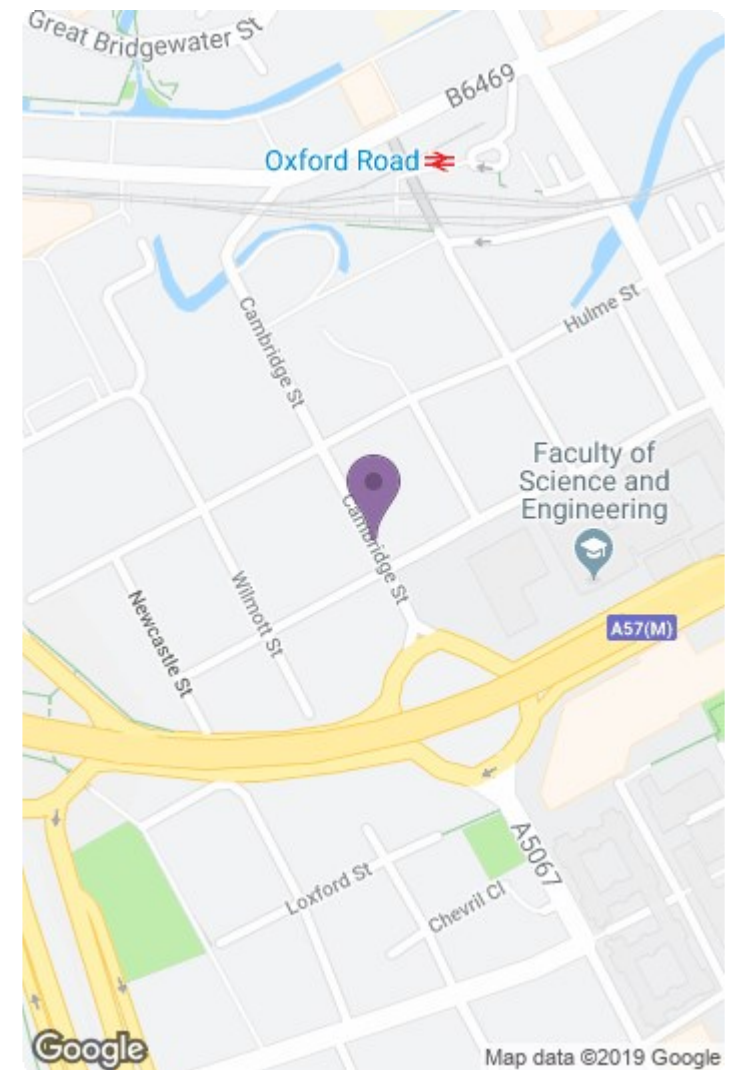 Great Bridgewater St
B6469
Oxford Road
Hulme St
Cambridge St
Faculty of
Science and
Engineering
Cambridge St
Wilmott St
Newcastle St
A57(M)
A5067
Loxford St
Chevril Cl
Google
Map data ©2019 Google